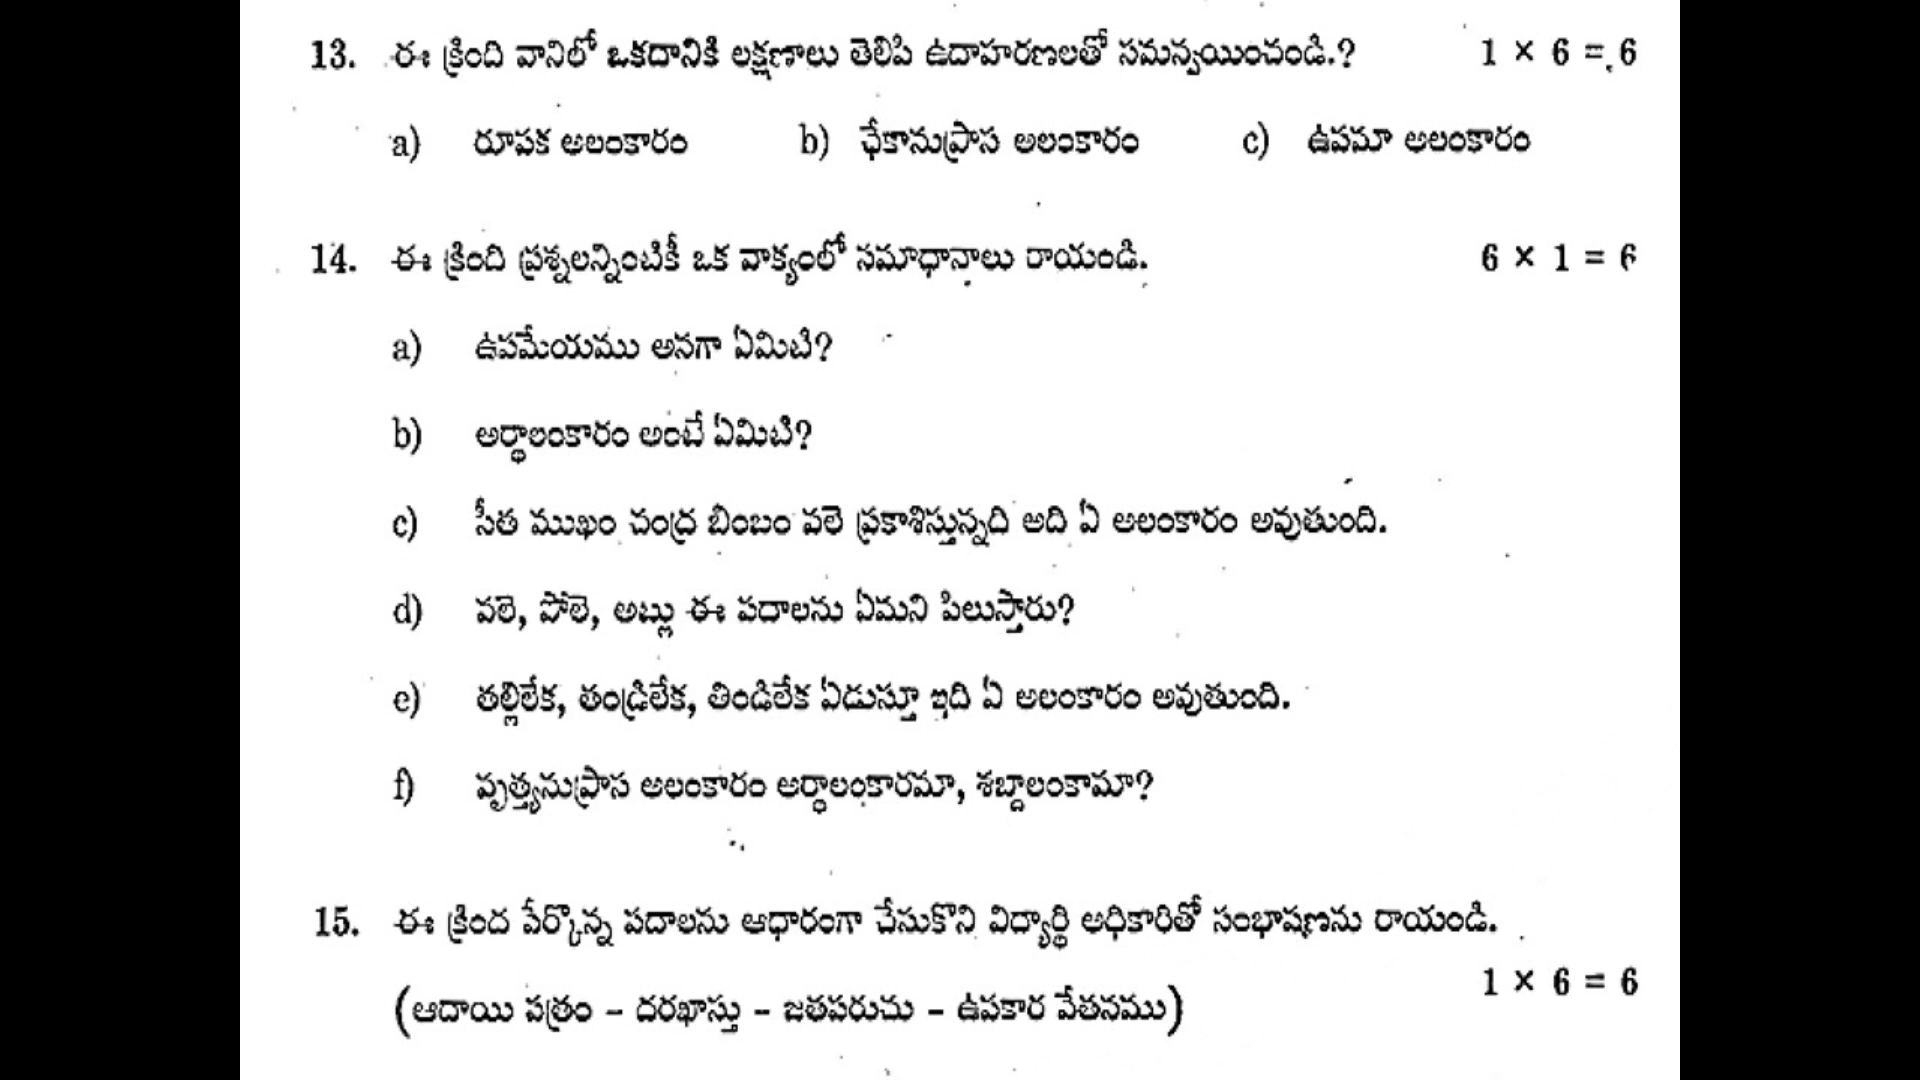 13. ఈ క్రింది వానిలో ఒకదానికి లక్షణాలు తెలిపి ఉదాహరణలతో సమన్వయించండి.? 1 × 6 = 6
a) రూపక అలంకారం b) ఛేకానుప్రాస అలంకారం c) ఉపమా అలంకారం
14. ఈ క్రింది ప్రశ్నలన్నింటికీ ఒక వాక్యంలో సమాధానాలు రాయండి. 6 × 1 = 6
a) ఉపమేయము అనగా ఏమిటి?
b) అర్థాలంకారం అంటే ఏమిటి?
c) సీత ముఖం చంద్ర బింబం వలె ప్రకాశిస్తున్నది అది ఏ అలంకారం అవుతుంది.
d) వలె, పోలె, అట్లు ఈ పదాలను ఏమని పిలుస్తారు?
e) తల్లిలేక, తండ్రిలేక, తిండిలేక ఏడుస్తూ ఇది ఏ అలంకారం అవుతుంది.
f) వృత్త్యనుప్రాస అలంకారం అర్థాలంకారమా, శబ్దాలంకామా?
15. ఈ క్రింద పేర్కొన్న పదాలను ఆధారంగా చేసుకొని విద్యార్థి అధికారితో సంభాషణను రాయండి.
1 × 6 = 6
(ఆదాయి పత్రం – దరఖాస్తు – జతపరుచు – ఉపకార వేతనము)